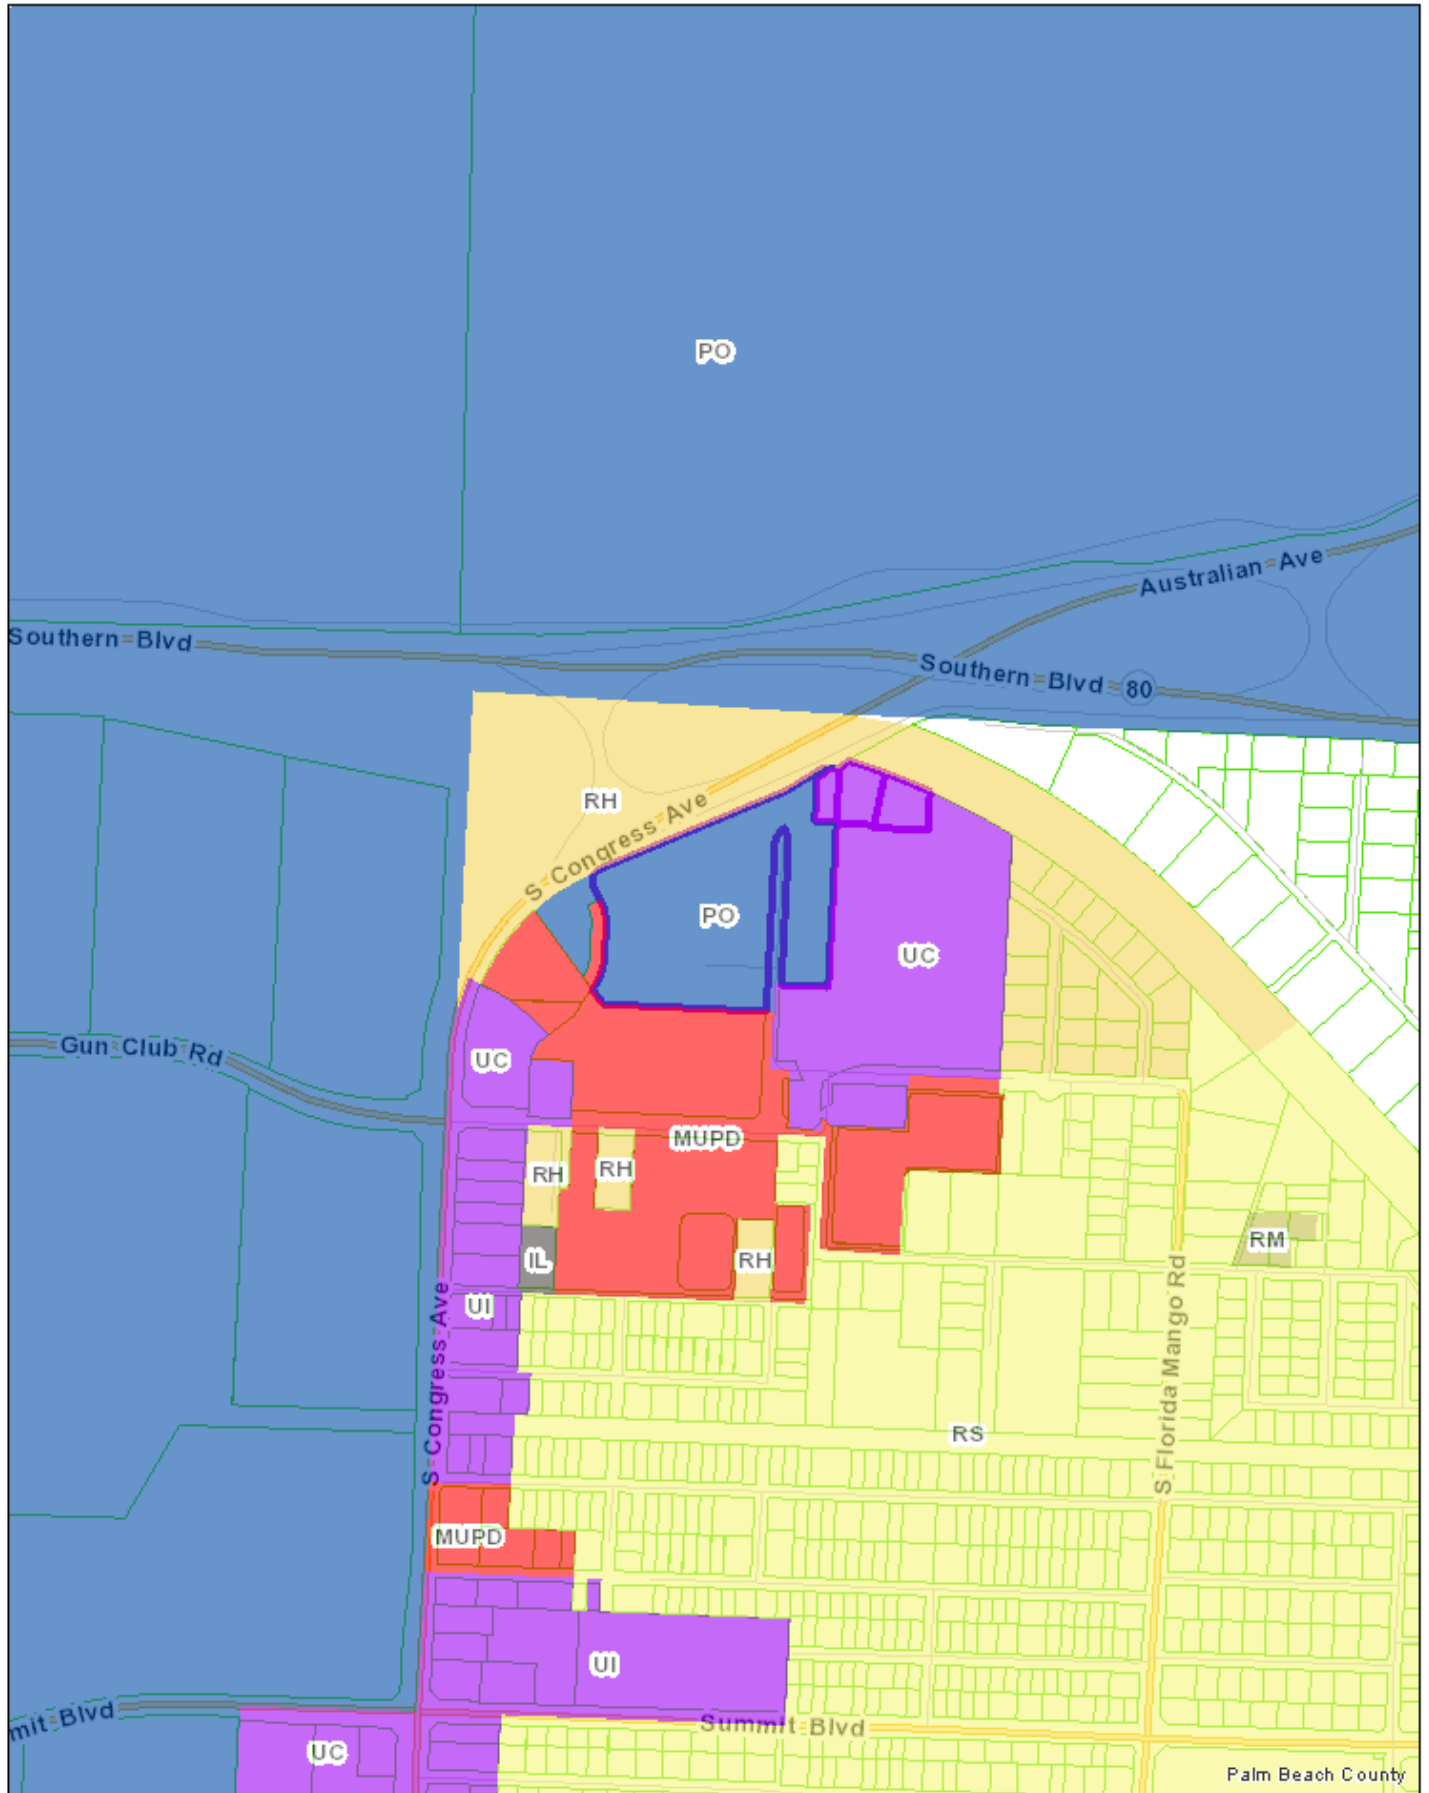 PO
Australian Ave
Southern Blvd
Southern Blvd 80
RH
S Congress Ave
PO
UC
Gun Club Rd
UC
MUPD
RH
RH
RM
IL
RH
UI
S Congress Ave
S Florida Mango Rd
RS
MUPD
UI
mit Blvd
Summit Blvd
UC
Palm Beach County